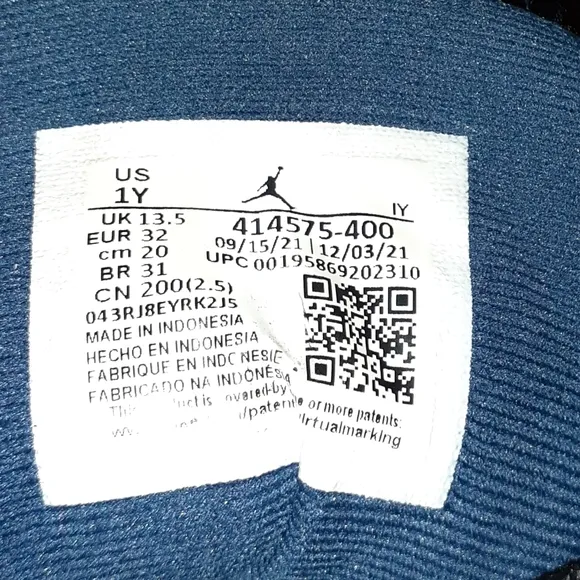 US
1Y
IY
UK 13.5
EUR 32
cm 20
BR 31
CN 200(2.5)
414575-400
09/15/21 | 12/03/21
UPC 00195869202310
043RJ8EYRK2J5
MADE IN INDONESIA
HECHO EN INDONESIA
FABRIQUE EN INDONESIE
FABRICADO NA INDONÉSIA
or more patents: